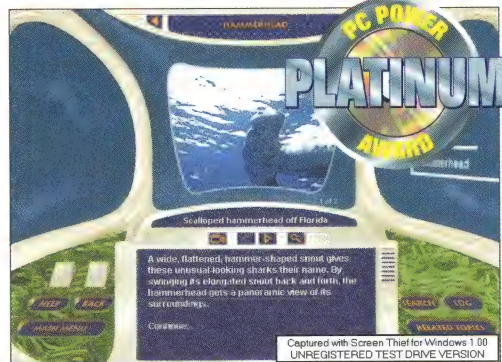 HAMMERHEAD
PC POWER
PLATINUM
AWARD
1 of 2
Scalloped hammerhead off Florida
A wide, flattened, hammer-shaped snout gives
these unusual-looking sharks their name. By
swinging its elongated snout back and forth, the
hammerhead gets a panoramic view of its
surroundings.
Continue...
HELP
BACK
MAIN MENU
SEARCH
LOG
RELATED TOPICS
Captured with Screen Thief for Windows 1.00
UNREGISTERED TEST DRIVE VERSION